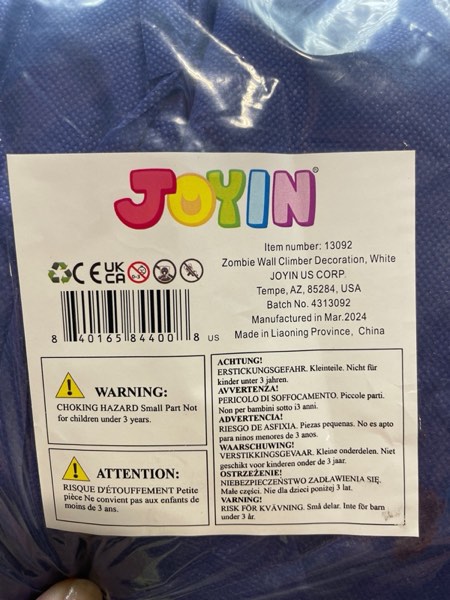 JOYIN®
Item number: 13092
Zombie Wall Climber Decoration, White
JOYIN US CORP.
Tempe, AZ, 85284, USA
Batch No. 4313092
Manufactured in Mar.2024
Made in Liaoning Province, China
CE UK CA 0-3
8 40165 84400 8 US
WARNING:
CHOKING HAZARD Small Part Not
for children under 3 years.
ATTENTION:
RISQUE D'ÉTOUFFEMENT Petite
pièce Ne convient pas aux enfants de
moins de 3 ans.
ACHTUNG!
ERSTICKUNGSGEFAHR. Kleinteile. Nicht für
kinder unter 3 jahren.
AVVERTENZA!
PERICOLO DI SOFFOCAMENTO. Piccole parti.
Non per bambini sotto i3 anni.
ADVERTENCIA!
RIESGO DE ASFIXIA. Piezas pequenas. No es apto
para ninos menores de 3 anos.
WAARSCHUWING!
VERSTIKKINGSGEVAAR. Kleine onderdelen. Niet
geschikt voor kinderen onder de 3 jaar.
OSTRZEŻENIE!
NIEBEZPIECZEŃSTWO ZADŁAWIENIA SIĘ.
Małe części. Nie dla dzieci poniżej 3 lat.
VARNING!
RISK FÖR KVÄVNING. Små delar. Inte för barn
under 3 år.